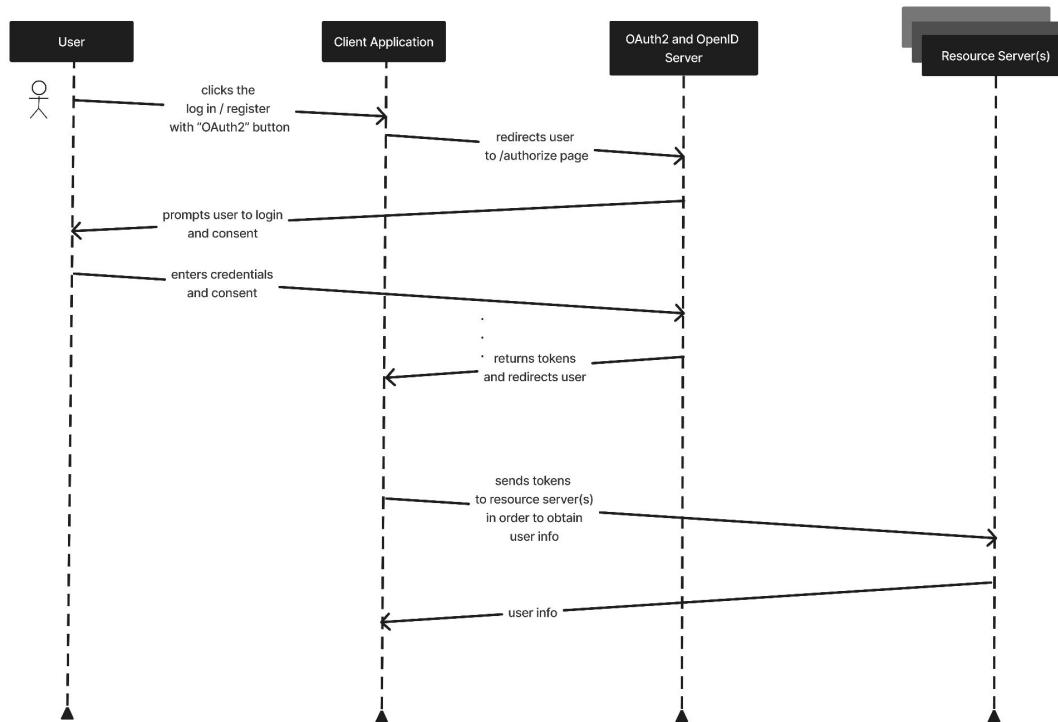 User
Client Application
OAuth2 and OpenID
Server
Resource Server(s)
clicks the
log in / register
with “OAuth2” button
redirects user
to /authorize page
prompts user to login
and consent
enters credentials
and consent
.
.
.
returns tokens
and redirects user
sends tokens
to resource server(s)
in order to obtain
user info
user info